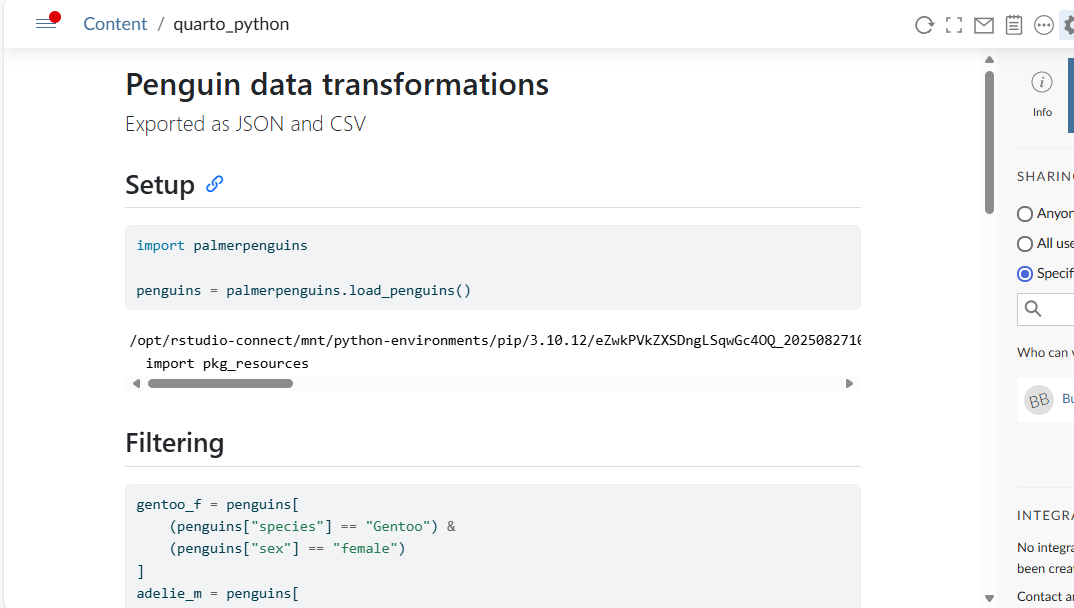 Content / quarto_python
Penguin data transformations
Exported as JSON and CSV
Setup
import palmerpenguins
penguins = palmerpenguins.load_penguins()
/opt/rstudio-connect/mnt/python-environments/pip/3.10.12/eZwkPVkZXSDngLSqwGc4OQ_2025082710
import pkg_resources
Filtering
gentoo_f = penguins[
(penguins["species"] == "Gentoo") &
(penguins["sex"] == "female")
]
adelie_m = penguins[
Info
SHARING
Anyon
All use
Specif
Who can v
BB Bu
INTEGRA
No integra
been creat
Contact an